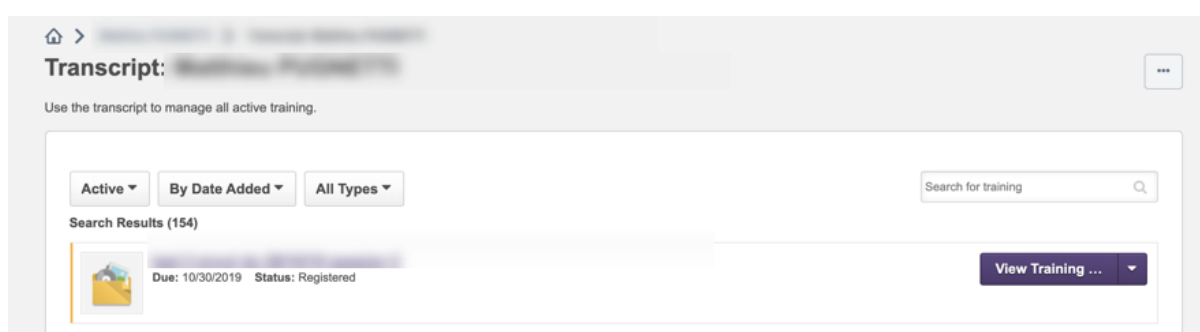 Transcript:
...
Use the transcript to manage all active training.
Active By Date Added All Types
Search for training
Search Results (154)
Due: 10/30/2019 Status: Registered
View Training ...